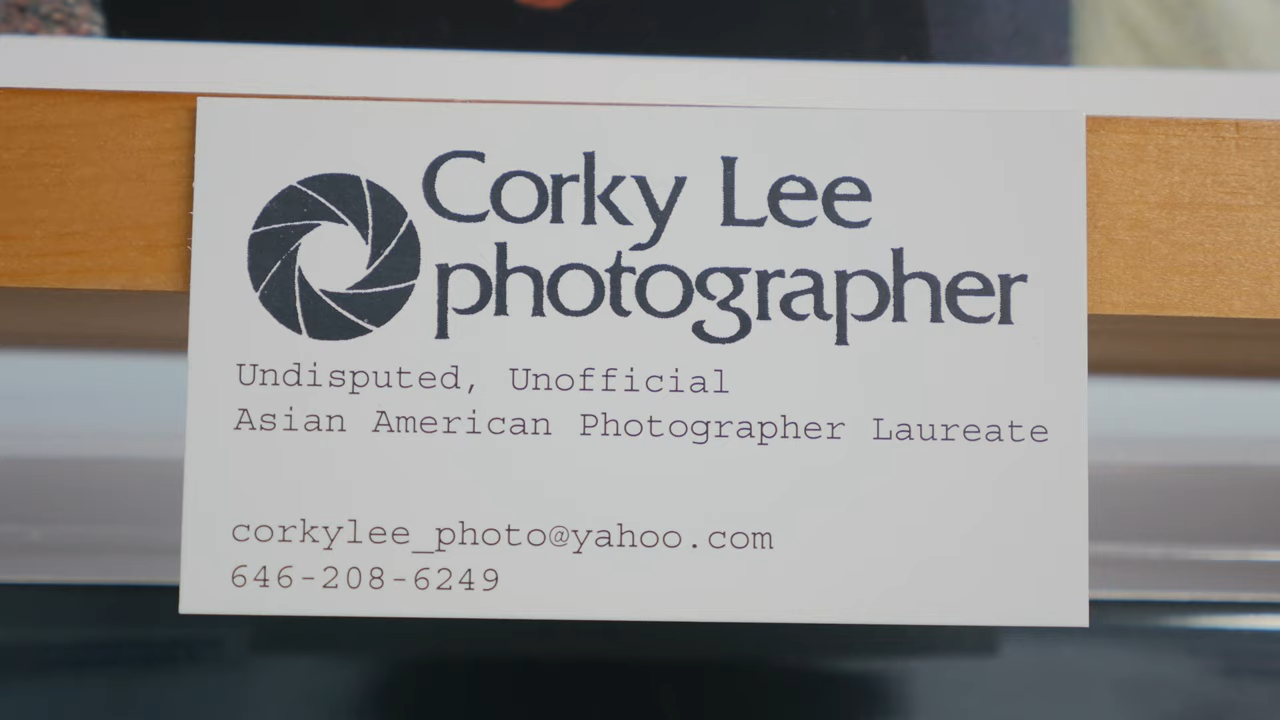 Corky Lee
photographer
Undisputed, Unofficial
Asian American Photographer Laureate
corkylee_photo@yahoo.com
646-208-6249